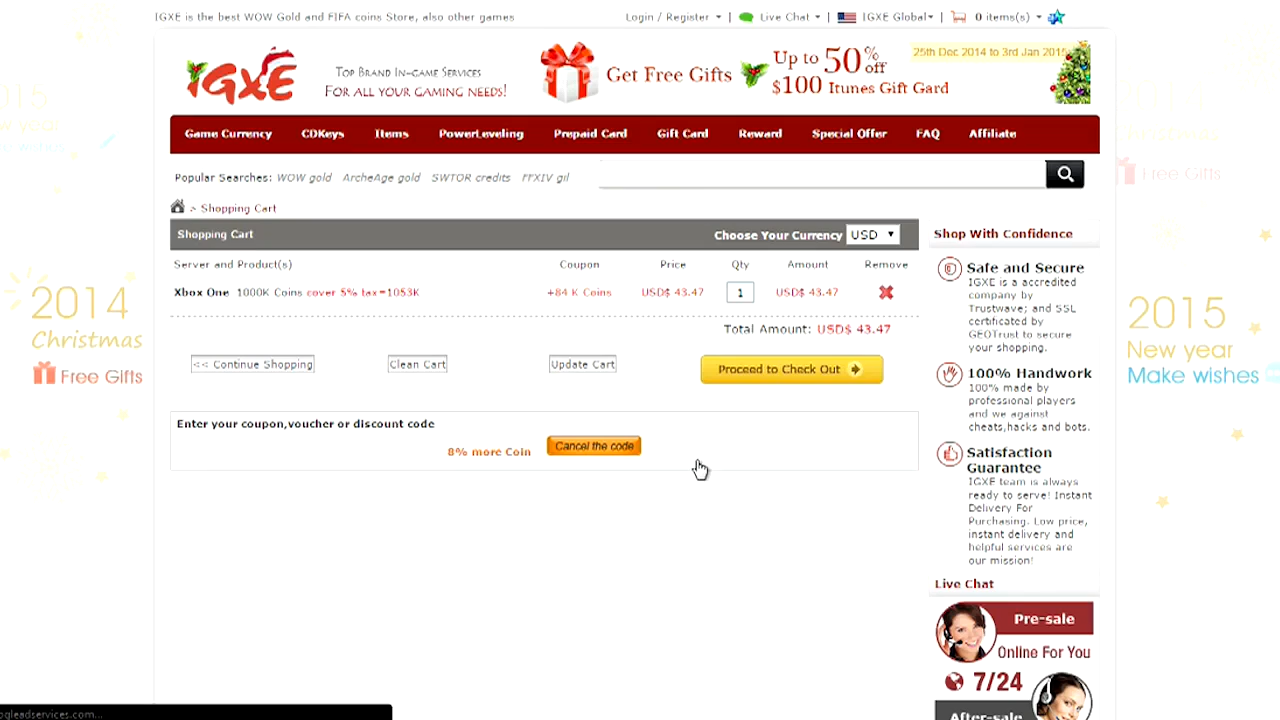 IGXE is the best WOW Gold and FIFA coins Store, also other games
Login / Register | Live Chat | IGXE Global | 0 items(s)
IGXE
Top Brand In-game Services
For all your gaming needs!
Get Free Gifts
Up to 50% off
$100 Itunes Gift Gard
25th Dec 2014 to 3rd Jan 2015
Game Currency CDKeys Items PowerLeveling Prepaid Card Gift Card Reward Special Offer FAQ Affiliate
Popular Searches: WOW gold ArcheAge gold SWTOR credits FFXIV gil
> Shopping Cart
Shopping Cart
Choose Your Currency USD
Server and Product(s) Coupon Price Qty Amount Remove
Xbox One 1000K Coins cover 5% tax=1053K +84 K Coins USD$ 43.47 1 USD$ 43.47
Total Amount: USD$ 43.47
<< Continue Shopping Clean Cart Update Cart Proceed to Check Out
Enter your coupon,voucher or discount code
8% more Coin Cancel the code
Shop With Confidence
Safe and Secure
IGXE is a accredited
company by
Trustwave; and SSL
certificated by
GEOTrust to secure
your shopping.
100% Handwork
100% made by
professional players
and we against
cheats,hacks and bots.
Satisfaction
Guarantee
IGXE team is always
ready to serve! Instant
Delivery For
Purchasing. Low price,
instant delivery and
helpful services are
our mission!
Live Chat
Pre-sale
Online For You
7/24
After-sale
2014
Christmas
Free Gifts
2015
New year
Make wishes
Free Gifts
ogleadservices.com...